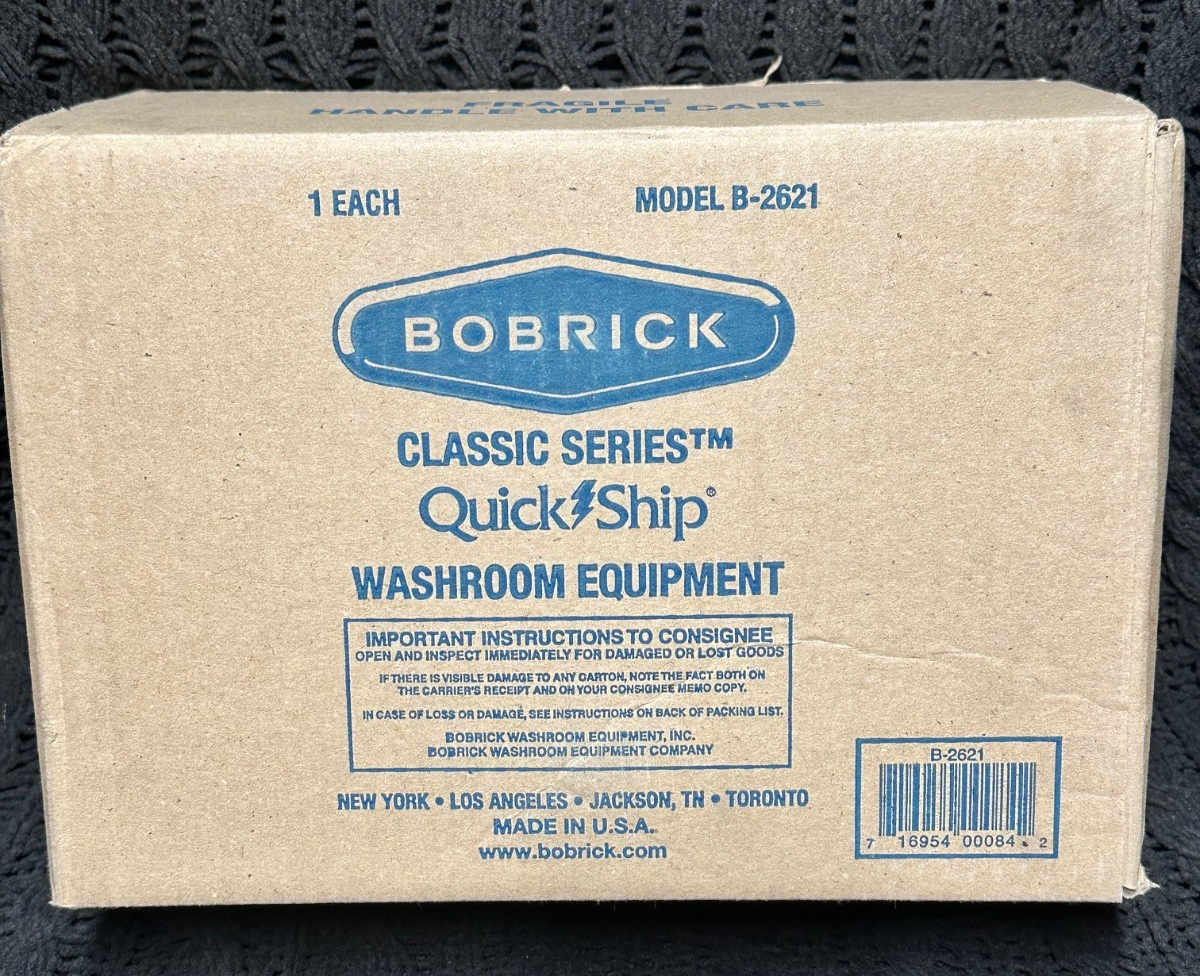 FRAGILE
HANDLE WITH CARE
1 EACH
MODEL B-2621
BOBRICK
CLASSIC SERIES™
Quick Ship®
WASHROOM EQUIPMENT
IMPORTANT INSTRUCTIONS TO CONSIGNEE
OPEN AND INSPECT IMMEDIATELY FOR DAMAGED OR LOST GOODS
IF THERE IS VISIBLE DAMAGE TO ANY CARTON, NOTE THE FACT BOTH ON
THE CARRIER'S RECEIPT AND ON YOUR CONSIGNEE MEMO COPY.
IN CASE OF LOSS OR DAMAGE, SEE INSTRUCTIONS ON BACK OF PACKING LIST.
BOBRICK WASHROOM EQUIPMENT, INC.
BOBRICK WASHROOM EQUIPMENT COMPANY
NEW YORK • LOS ANGELES • JACKSON, TN • TORONTO
MADE IN U.S.A.
www.bobrick.com
B-2621
7 16954 00084 2